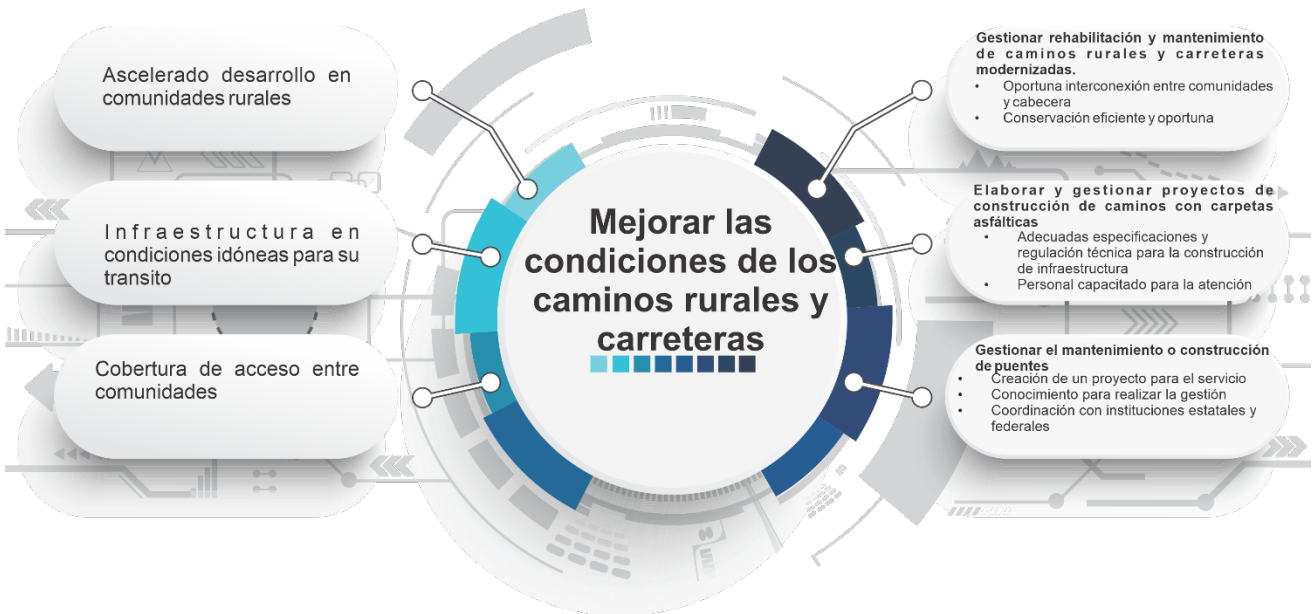 Ascelerado desarrollo en
comunidades rurales
Infraestructura en
condiciones idóneas para su
transito
Cobertura de acceso entre
comunidades
Mejorar las
condiciones de los
caminos rurales y
carreteras
Gestionar rehabilitación y mantenimiento
de caminos rurales y carreteras
modernizadas.
• Oportuna interconexión entre comunidades
y cabecera
• Conservación eficiente y oportuna
Elaborar y gestionar proyectos de
construcción de caminos con carpetas
asfálticas
• Adecuadas especificaciones y
regulación técnica para la construcción
de infraestructura
• Personal capacitado para la atención
Gestionar el mantenimiento o construcción
de puentes
• Creación de un proyecto para el servicio
• Conocimiento para realizar la gestión
• Coordinación con instituciones estatales y
federales